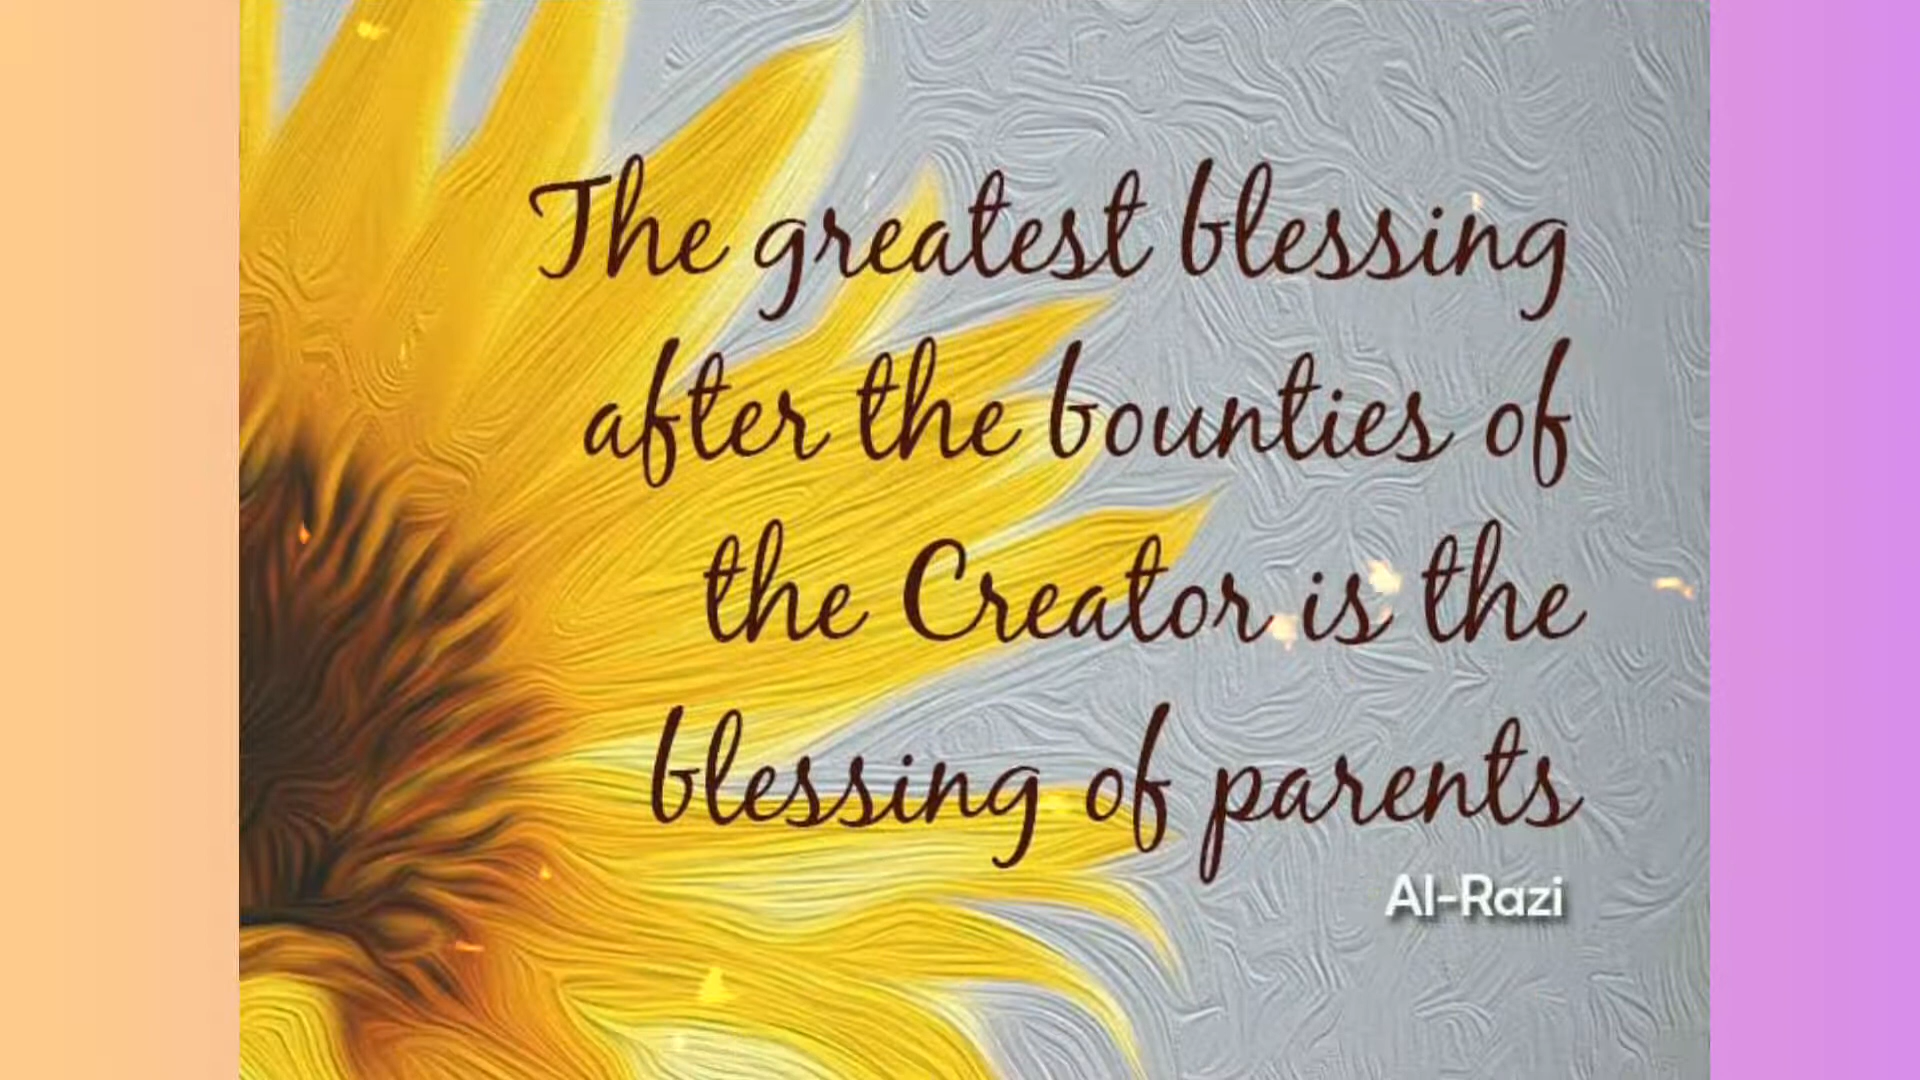 The greatest blessing
after the bounties of
the Creator is the
blessing of parents
Al-Razi